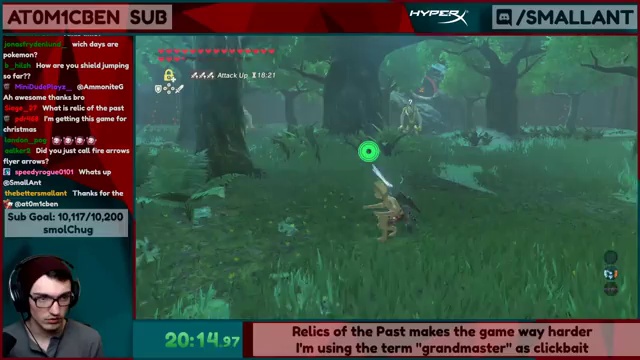 AT0M1CBEN SUB
HYPERX
/SMALLANT
jonastrydenlund_: wich days are
pokemon?
b_hilsh: How are you shield jumping
so far??
MiniDudePlayz_: @AmmoniteG
Ah awesome thanks bro
What is relic of the past
I'm getting this game for
christmas
Did you just call fire arrows
flyer arrows?
speedyrogue0101: Whats up
@SmallAnt
thebettersmallant: Thanks for the
@at0m1cben
Sub Goal: 10,117/10,200
smolChug
Attack Up 16:21
?
20:14.97
Relics of the Past makes the game way harder
I'm using the term "grandmaster" as clickbait